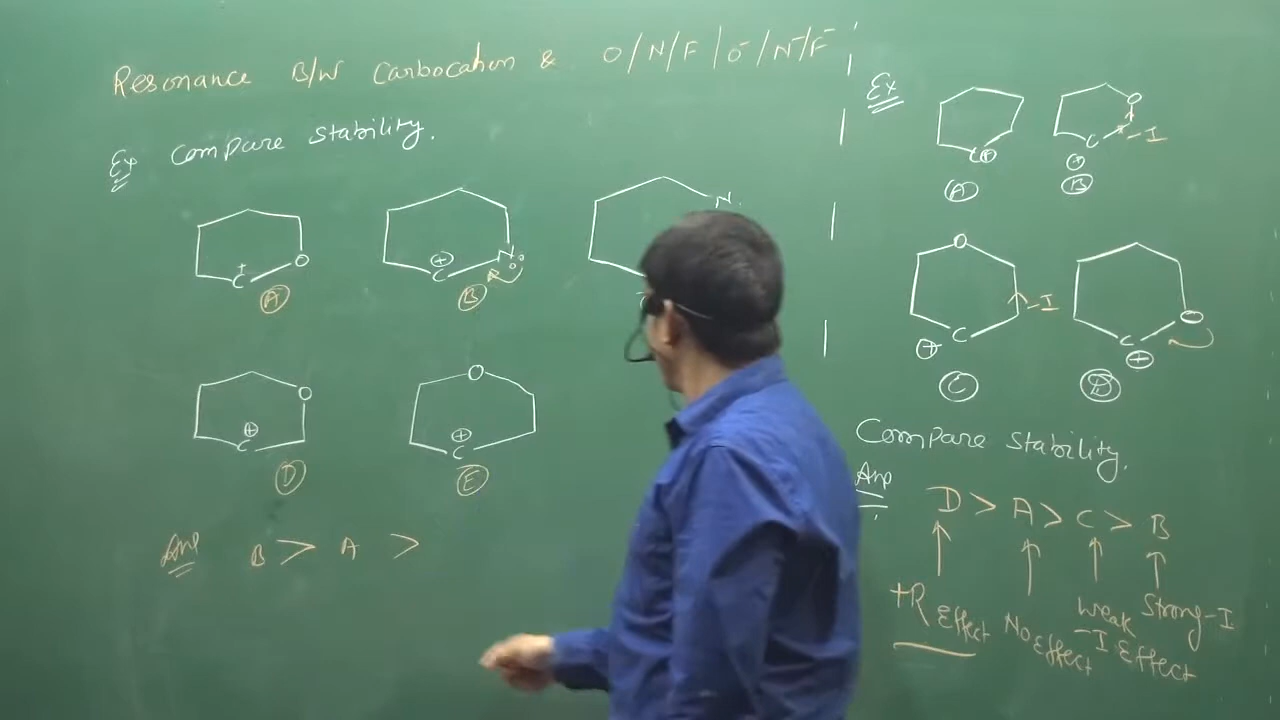 Resonance B/W Carbocation & O/N/F | O⁻/N⁻/F⁻
Ex Compare Stability.
C + O
A
C ⊕ N:
B
N
C ⊕ O
D
O C ⊕
E
Ans B > A >
Ex
C ⊕
A
O C ⊕ -I
B
O C ⊕ -I
C
O C ⊕
D
Compare Stability.
Ans
D > A > C > B
+R Effect
No Effect
Weak -I Effect
Strong -I